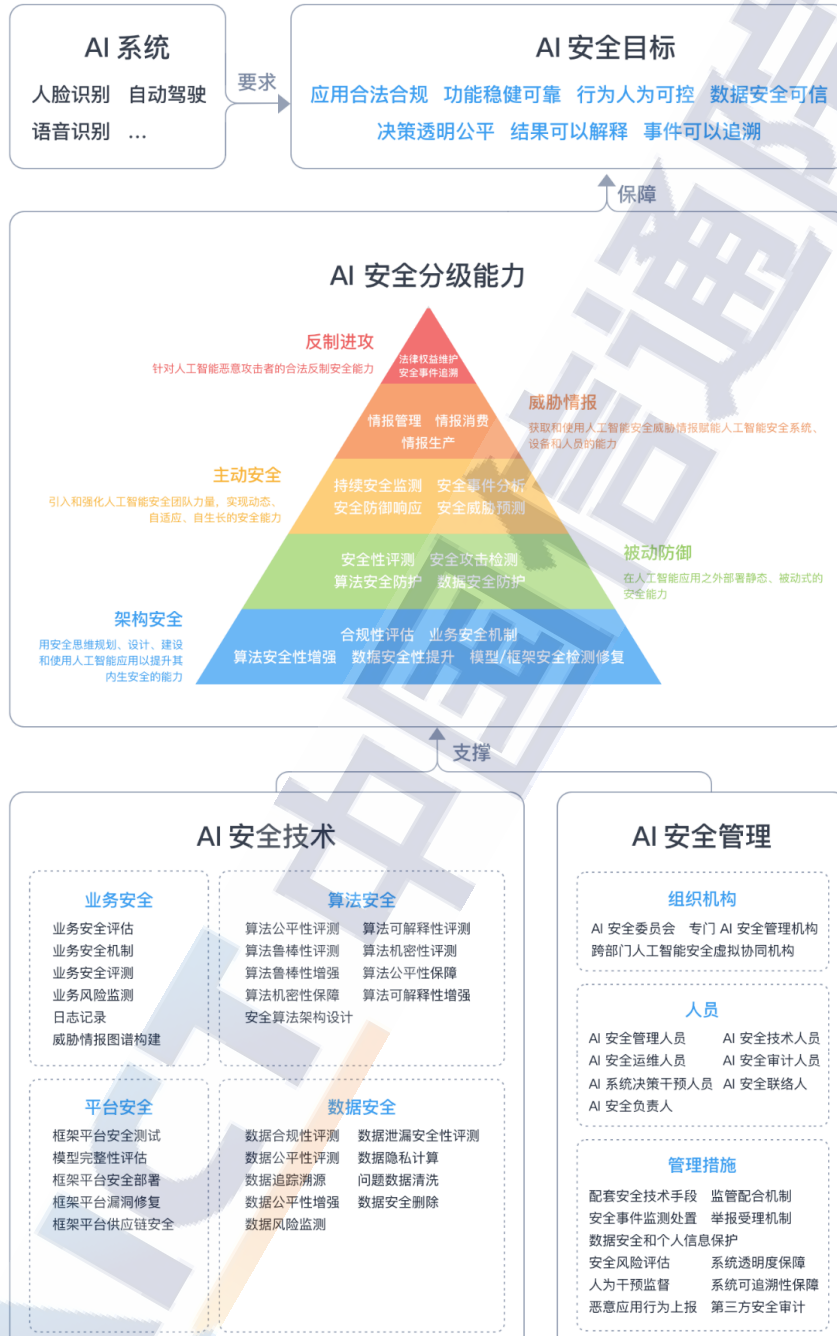 AI 系统
人脸识别 自动驾驶
语音识别 …
要求
AI 安全目标
应用合法合规 功能稳健可靠 行为人为可控 数据安全可信
决策透明公平 结果可以解释 事件可以追溯
保障
AI 安全分级能力
反制进攻
针对人工智能恶意攻击者的合法反制安全能力
法律权益维护
安全事件追溯
威胁情报
获取和使用人工智能安全威胁情报赋能人工智能安全系统、
设备和人员的能力
情报管理 情报消费
情报生产
主动安全
引入和强化人工智能安全团队力量,实现动态、
自适应、自生长的安全能力
持续安全监测 安全事件分析
安全防御响应 安全威胁预测
被动防御
在人工智能应用之外部署静态、被动式的
安全能力
安全性评测 安全攻击检测
算法安全防护 数据安全防护
架构安全
用安全思维规划、设计、建设
和使用人工智能应用以提升其
内生安全的能力
合规性评估 业务安全机制
算法安全性增强 数据安全性提升 模型/框架安全检测修复
支撑
AI 安全技术
业务安全
业务安全评估
业务安全机制
业务安全评测
业务风险监测
日志记录
威胁情报图谱构建
算法安全
算法公平性评测 算法可解释性评测
算法鲁棒性评测 算法机密性评测
算法鲁棒性增强 算法公平性保障
算法机密性保障 算法可解释性增强
安全算法架构设计
平台安全
框架平台安全测试
模型完整性评估
框架平台安全部署
框架平台漏洞修复
框架平台供应链安全
数据安全
数据合规性评测 数据泄漏安全性评测
数据公平性评测 数据隐私计算
数据追踪溯源 问题数据清洗
数据公平性增强 数据安全删除
数据风险监测
AI 安全管理
组织机构
AI 安全委员会 专门 AI 安全管理机构
跨部门人工智能安全虚拟协同机构
人员
AI 安全管理人员 AI 安全技术人员
AI 安全运维人员 AI 安全审计人员
AI 系统决策干预人员 AI 安全联络人
AI 安全负责人
管理措施
配套安全技术手段 监管配合机制
安全事件监测处置 举报受理机制
数据安全和个人信息保护
安全风险评估 系统透明度保障
人为干预监督 系统可追溯性保障
恶意应用行为上报 第三方安全审计
中国信通院